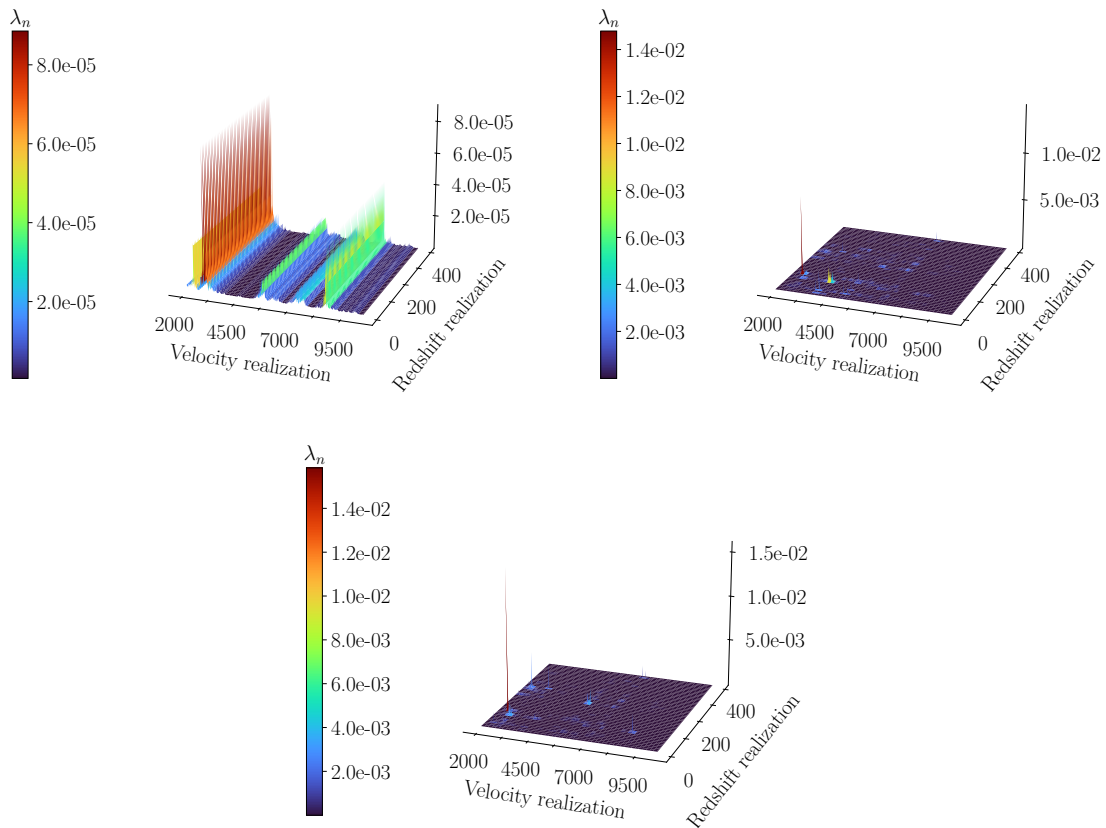 λn
8.0e-05
6.0e-05
4.0e-05
2.0e-05
8.0e-05
6.0e-05
4.0e-05
2.0e-05
400
200
0
2000
4500
7000
9500
Velocity realization
Redshift realization
λn
1.4e-02
1.2e-02
1.0e-02
8.0e-03
6.0e-03
4.0e-03
2.0e-03
1.0e-02
5.0e-03
400
200
0
2000
4500
7000
9500
Velocity realization
Redshift realization
λn
1.4e-02
1.2e-02
1.0e-02
8.0e-03
6.0e-03
4.0e-03
2.0e-03
1.5e-02
1.0e-02
5.0e-03
400
200
0
2000
4500
7000
9500
Velocity realization
Redshift realization